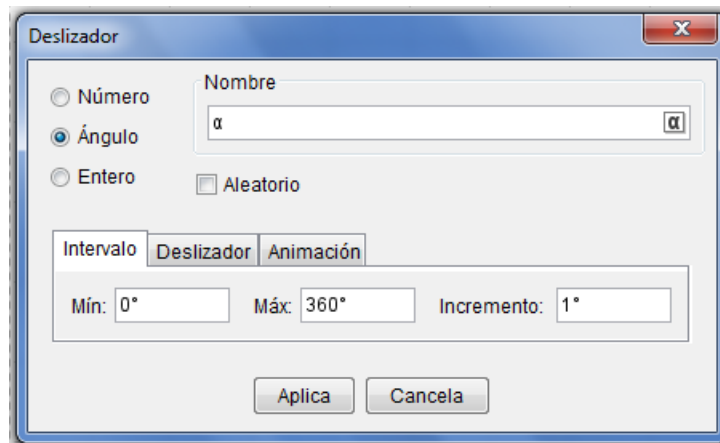 Deslizador
Número
Ángulo
Entero
Nombre
α
α
Aleatorio
Intervalo Deslizador Animación
Mín: 0° Máx: 360° Incremento: 1°
Aplica Cancela